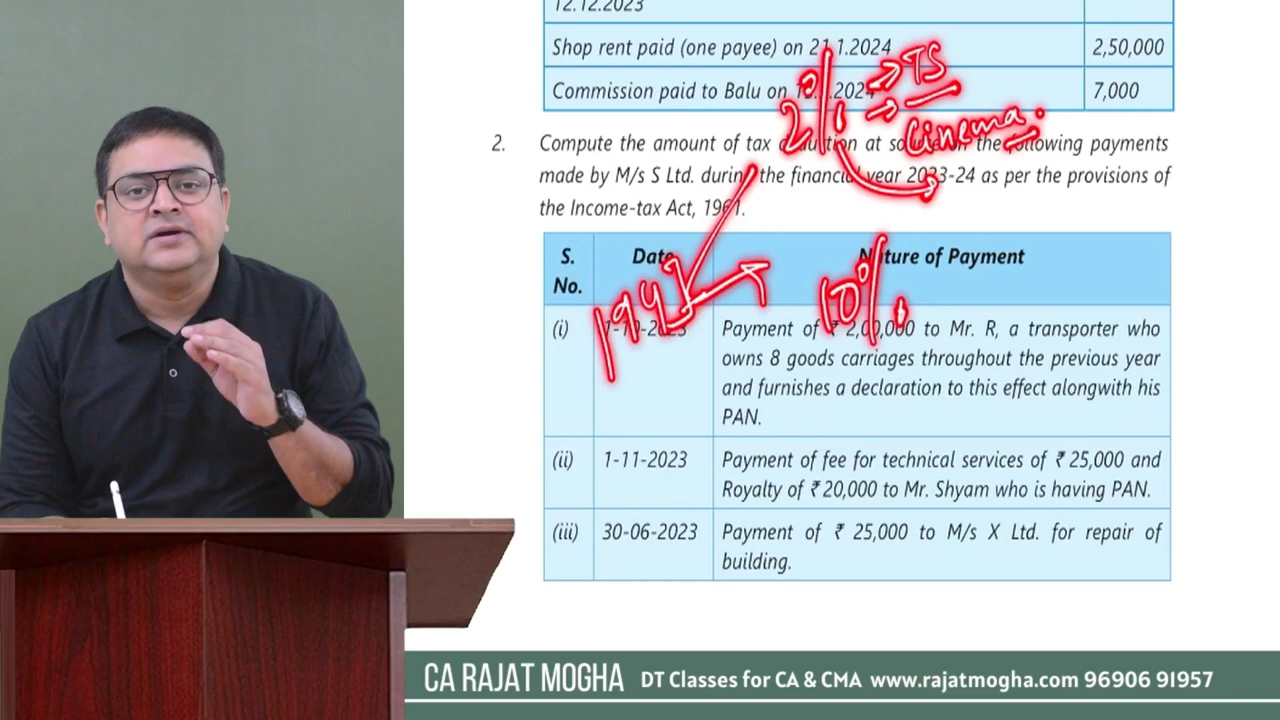 12.12.2023
Shop rent paid (one payee) on 21.1.2024 2,50,000
Commission paid to Balu on .2024 7,000
2% → TS
→ Cinema.
2. Compute the amount of tax deduction at source on the following payments
made by M/s S Ltd. during the financial year 2023-24 as per the provisions of
the Income-tax Act, 1961.
S. No. Date Nature of Payment
194J 10%
(i) 1-10-2023 Payment of ₹ 2,00,000 to Mr. R, a transporter who
owns 8 goods carriages throughout the previous year
and furnishes a declaration to this effect alongwith his
PAN.
(ii) 1-11-2023 Payment of fee for technical services of ₹ 25,000 and
Royalty of ₹ 20,000 to Mr. Shyam who is having PAN.
(iii) 30-06-2023 Payment of ₹ 25,000 to M/s X Ltd. for repair of
building.
CA RAJAT MOGHA DT Classes for CA & CMA www.rajatmogha.com 96906 91957